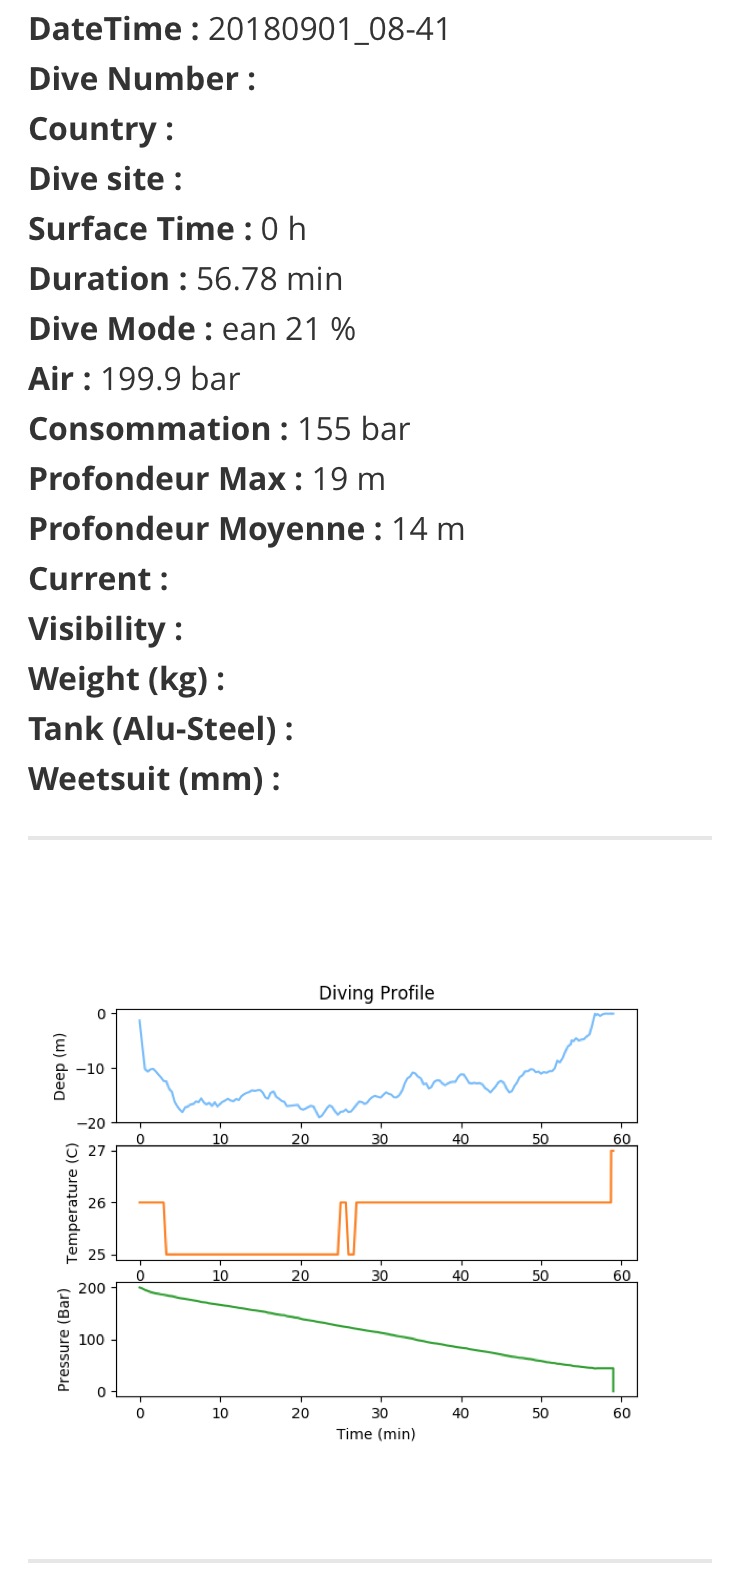 DateTime : 20180901_08-41
Dive Number :
Country :
Dive site :
Surface Time : 0 h
Duration : 56.78 min
Dive Mode : ean 21 %
Air : 199.9 bar
Consommation : 155 bar
Profondeur Max : 19 m
Profondeur Moyenne : 14 m
Current :
Visibility :
Weight (kg) :
Tank (Alu-Steel) :
Weetsuit (mm) :
Diving Profile
Deep (m)
0
−10
−20
0 10 20 30 40 50 60
Temperature (C)
27
26
25
0 10 20 30 40 50 60
Pressure (Bar)
200
100
0
0 10 20 30 40 50 60
Time (min)